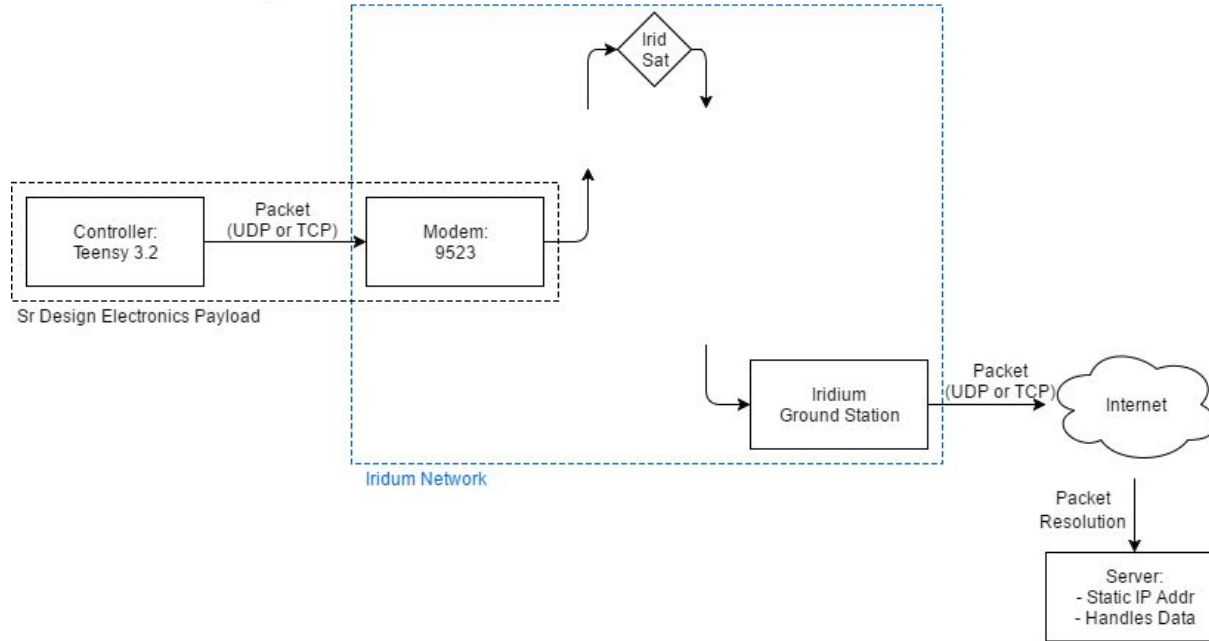 Irid
Sat
Packet
(UDP or TCP)
Controller:
Teensy 3.2
Modem:
9523
Sr Design Electronics Payload
Iridium
Ground Station
Packet
(UDP or TCP)
Internet
Iridum Network
Packet
Resolution
Server:
- Static IP Addr
- Handles Data